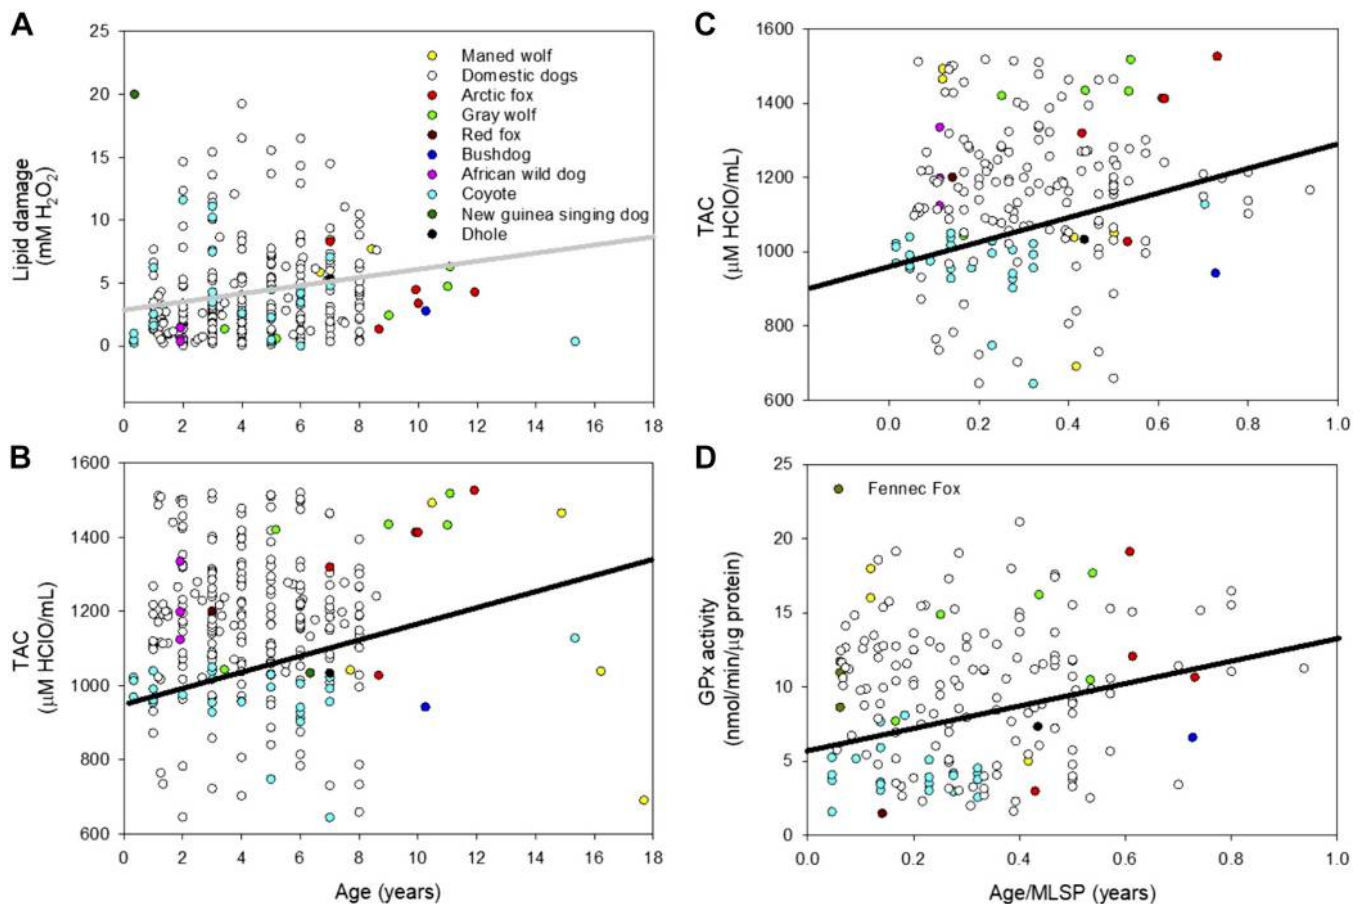 A
Lipid damage
(mM H₂O₂)
25
20
15
10
5
0
0 2 4 6 8 10 12 14 16 18
Maned wolf
Domestic dogs
Arctic fox
Gray wolf
Red fox
Bushdog
African wild dog
Coyote
New guinea singing dog
Dhole
B
TAC
(μM HClO/mL)
1600
1400
1200
1000
800
600
0 2 4 6 8 10 12 14 16 18
Age (years)
C
TAC
(μM HClO/mL)
1600
1400
1200
1000
800
600
0.0 0.2 0.4 0.6 0.8 1.0
D
GPx activity
(nmol/min/μg protein)
25
20
15
10
5
0
Fennec Fox
0.0 0.2 0.4 0.6 0.8 1.0
Age/MLSP (years)